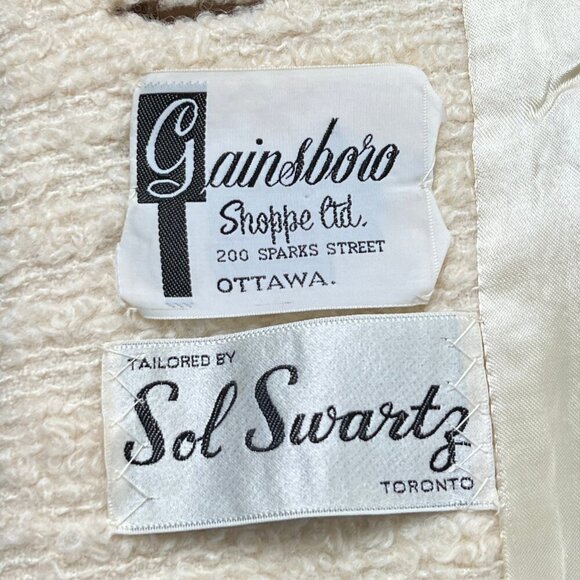 Gainsboro
Shoppe Ltd.
200 SPARKS STREET
OTTAWA.
TAILORED BY
Sol Swartz
TORONTO